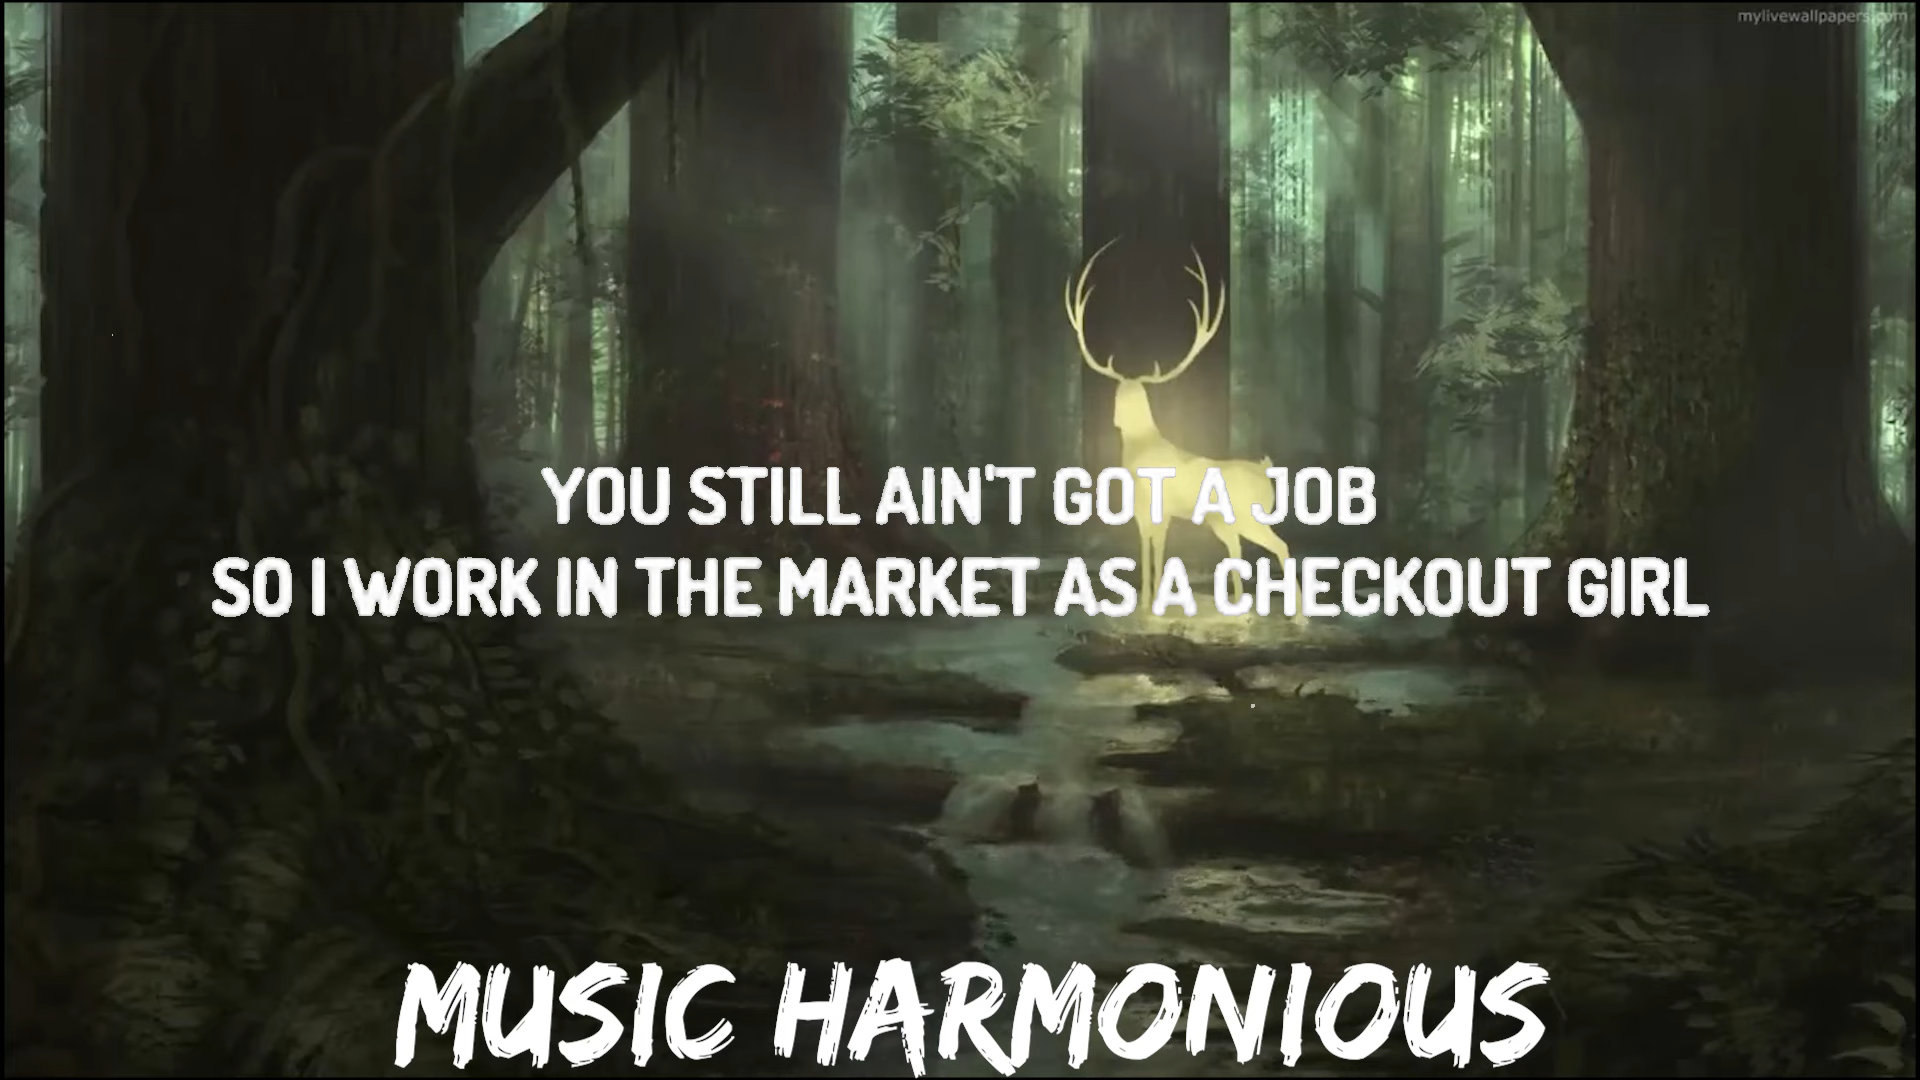 mylivewallpapers.com
YOU STILL AIN'T GOT A JOB
SO I WORK IN THE MARKET AS A CHECKOUT GIRL
MUSIC HARMONIOUS